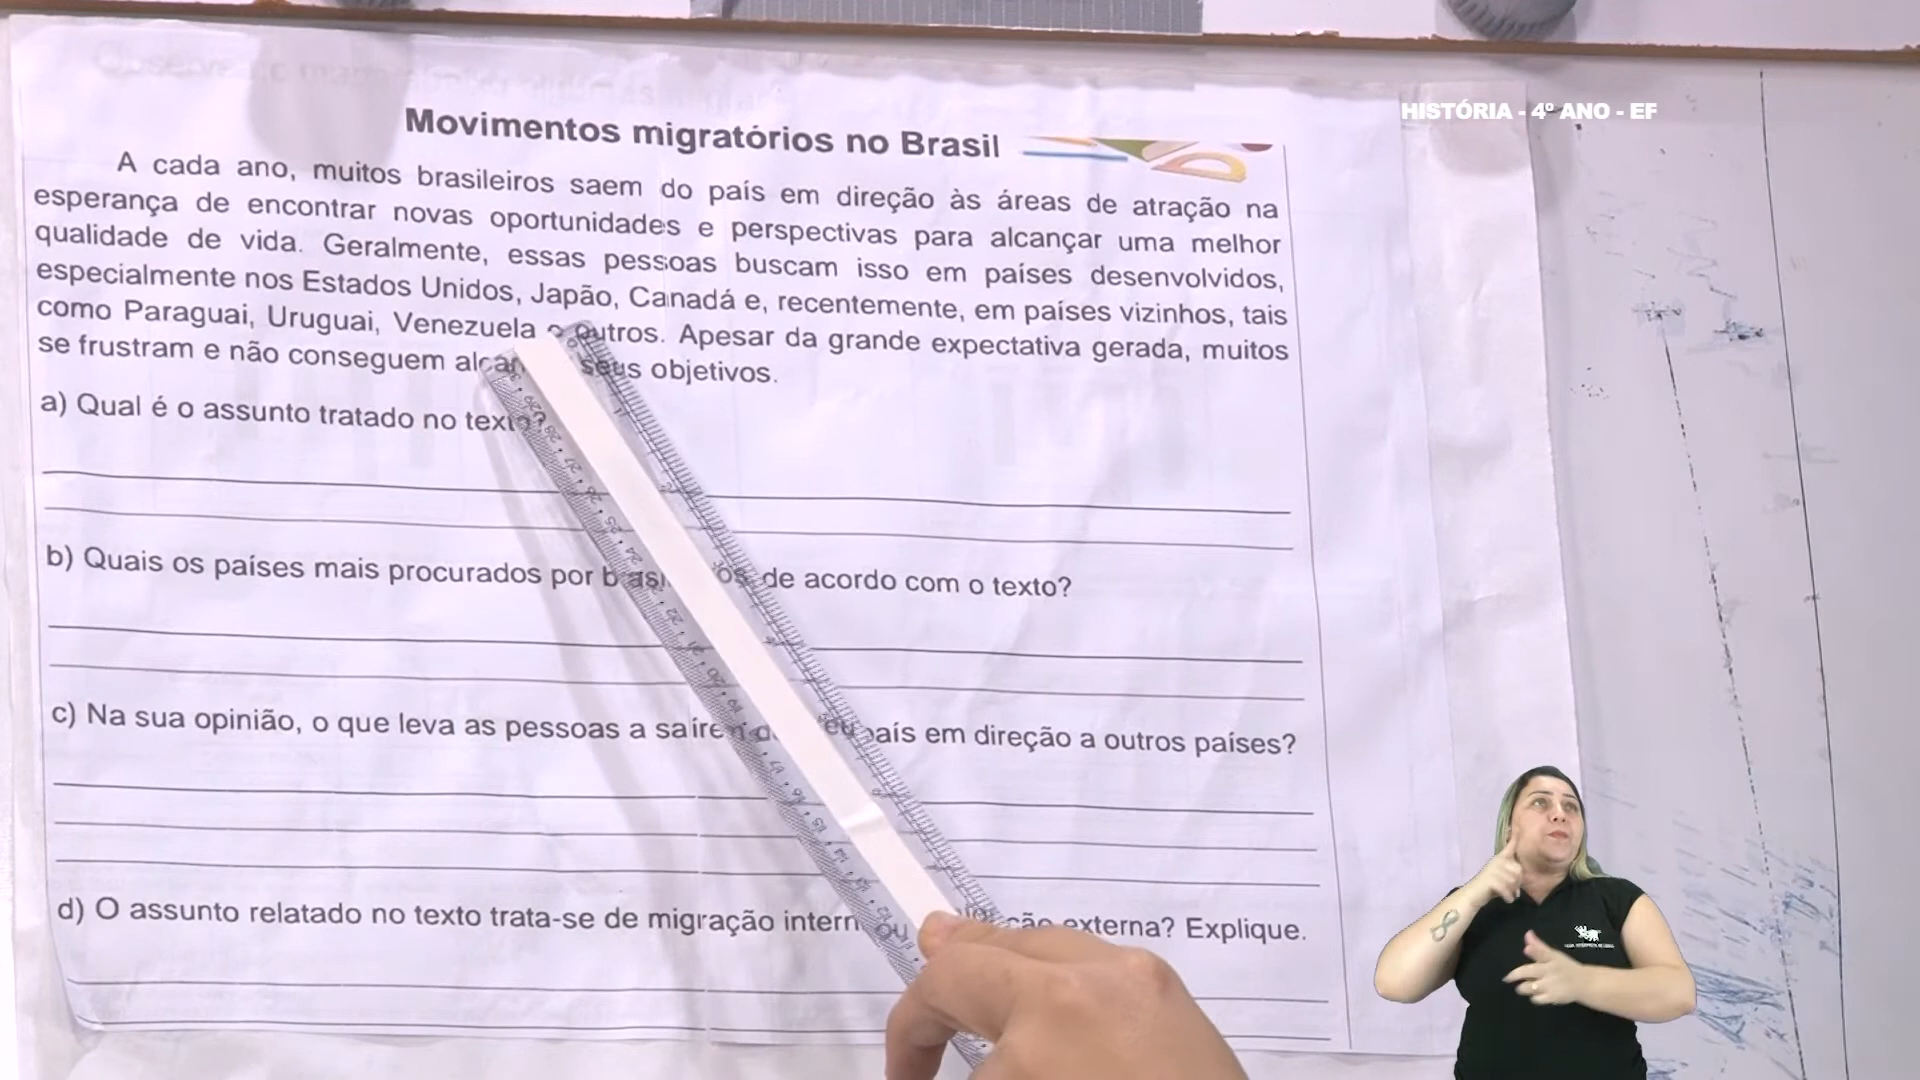 HISTÓRIA - 4º ANO - EF
Movimentos migratórios no Brasil
A cada ano, muitos brasileiros saem do país em direção às áreas de atração na
esperança de encontrar novas oportunidades e perspectivas para alcançar uma melhor
qualidade de vida. Geralmente, essas pessoas buscam isso em países desenvolvidos,
especialmente nos Estados Unidos, Japão, Canadá e, recentemente, em países vizinhos, tais
como Paraguai, Uruguai, Venezuela e outros. Apesar da grande expectativa gerada, muitos
se frustram e não conseguem seus objetivos.
a) Qual é o assunto tratado no texto?
b) Quais os países mais procurados por de acordo com o texto?
c) Na sua opinião, o que leva as pessoas a saírem país em direção a outros países?
d) O assunto relatado no texto trata-se de migração ou externa? Explique.